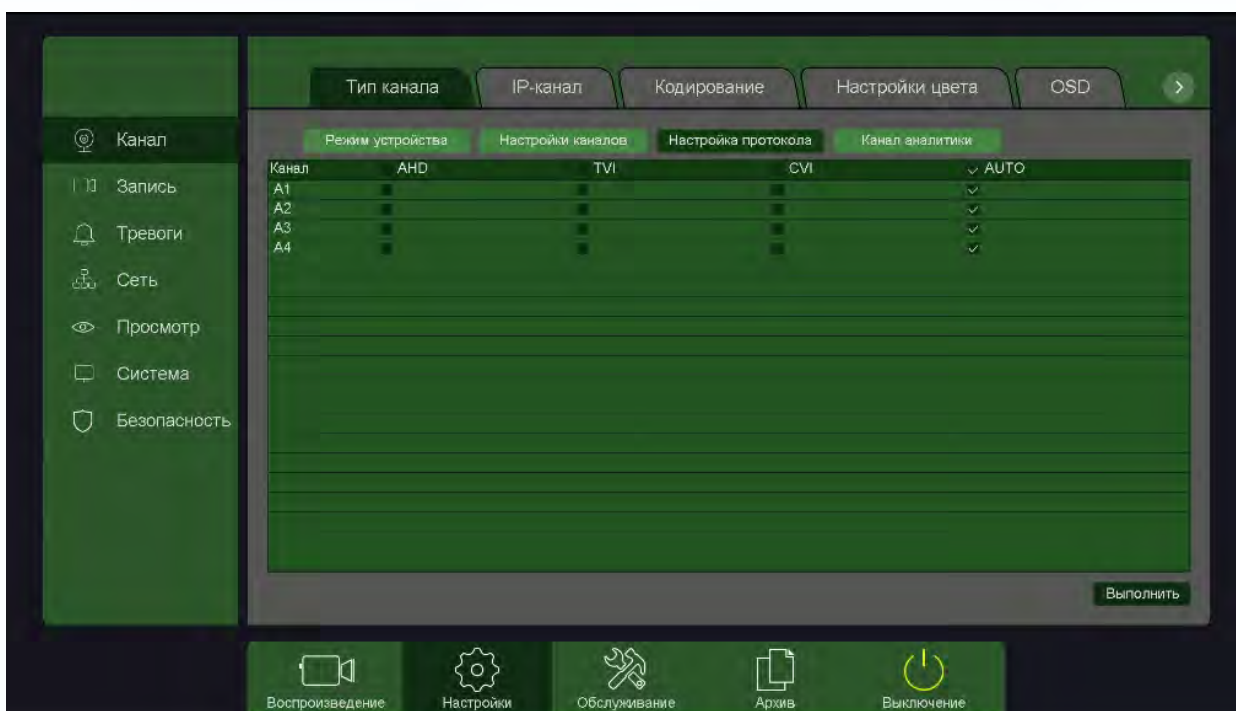 Тип канала IP-канал Кодирование Настройки цвета OSD
Канал
Запись
Тревоги
Сеть
Просмотр
Система
Безопасность
Режим устройства Настройки каналов Настройка протокола Канал аналитики
Канал AHD TVI CVI AUTO
A1
A2
A3
A4
Выполнить
Воспроизведение Настройки Обслуживание Архив Выключение